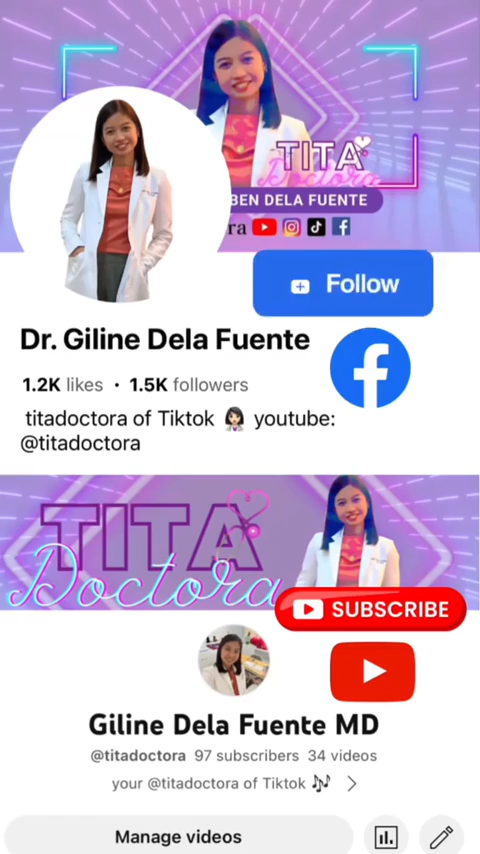 TITA
Doctora
BEN DELA FUENTE
ra
Follow
Dr. Giline Dela Fuente
1.2K likes • 1.5K followers
titadoctora of Tiktok 👩🏻‍⚕️ youtube:
@titadoctora
TITA
Doctora
SUBSCRIBE
Giline Dela Fuente MD
@titadoctora 97 subscribers 34 videos
your @titadoctora of Tiktok 🎶 >
Manage videos